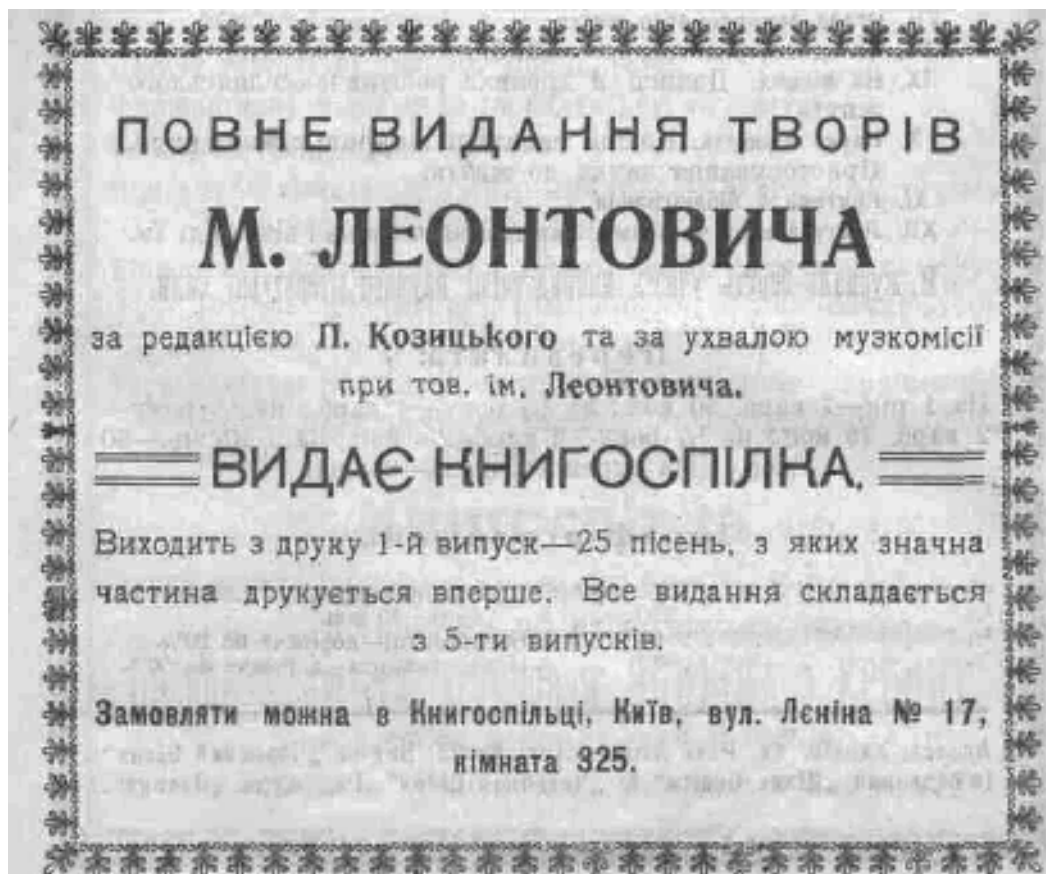 ПОВНЕ ВИДАННЯ ТВОРІВ
М. ЛЕОНТОВИЧА
за редакцією П. Козицького та за ухвалою музкомісії
при тов. ім. Леонтовича.
ВИДАЄ КНИГОСПІЛКА.
Виходить з друку 1-й випуск—25 пісень, з яких значна
частина друкується вперше. Все видання складається
з 5-ти випусків.
Замовляти можна в Книгоспільці, Київ, вул. Лєніна № 17,
кімната 325.